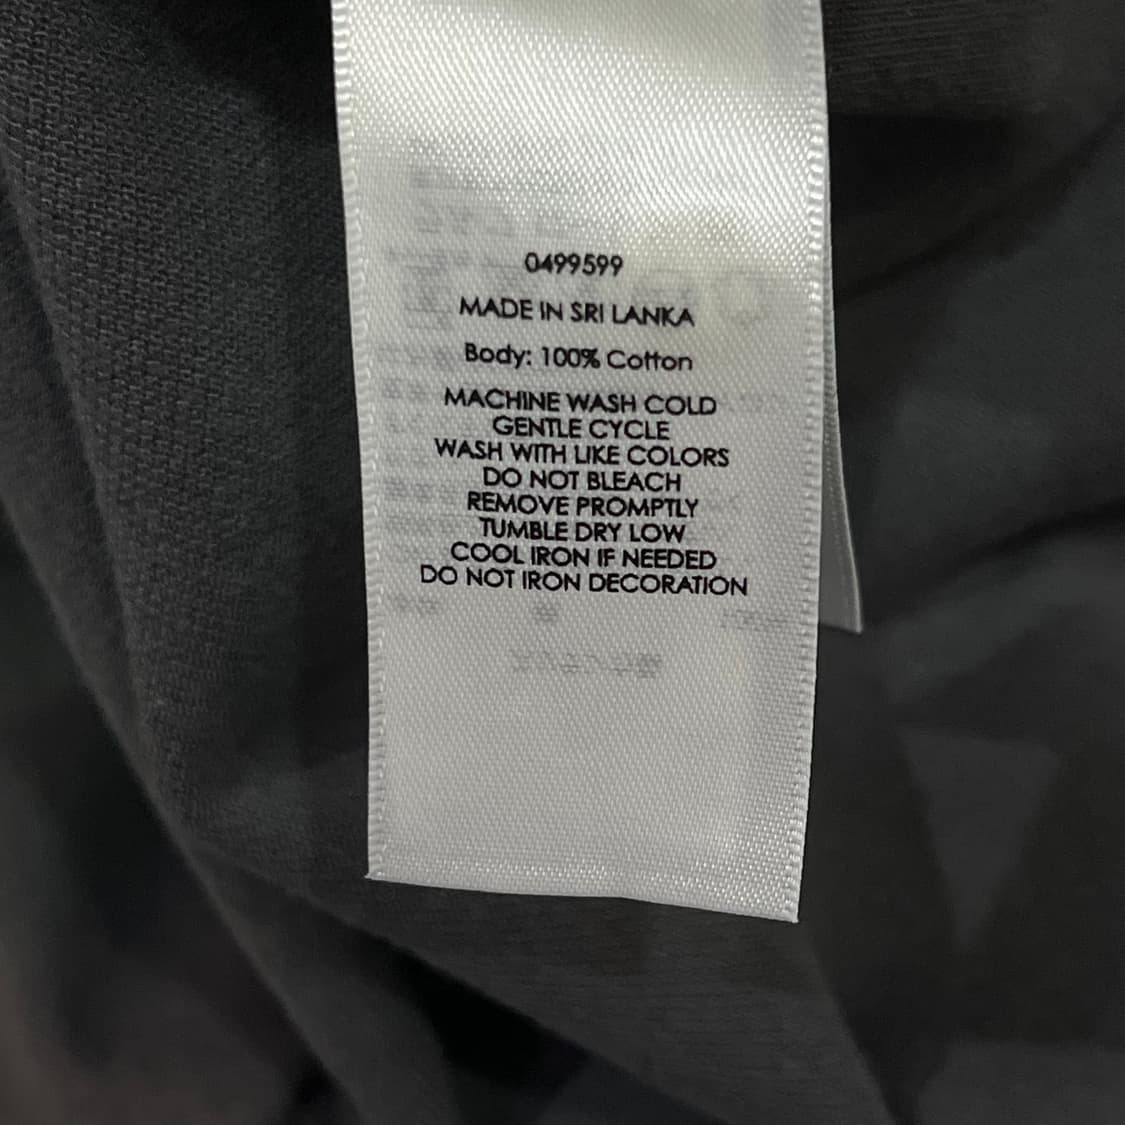 0499599
MADE IN SRI LANKA
Body: 100% Cotton
MACHINE WASH COLD
GENTLE CYCLE
WASH WITH LIKE COLORS
DO NOT BLEACH
REMOVE PROMPTLY
TUMBLE DRY LOW
COOL IRON IF NEEDED
DO NOT IRON DECORATION